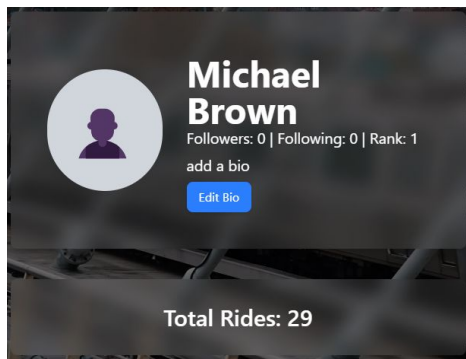 Michael
Brown
Followers: 0 | Following: 0 | Rank: 1
add a bio
Edit Bio
Total Rides: 29